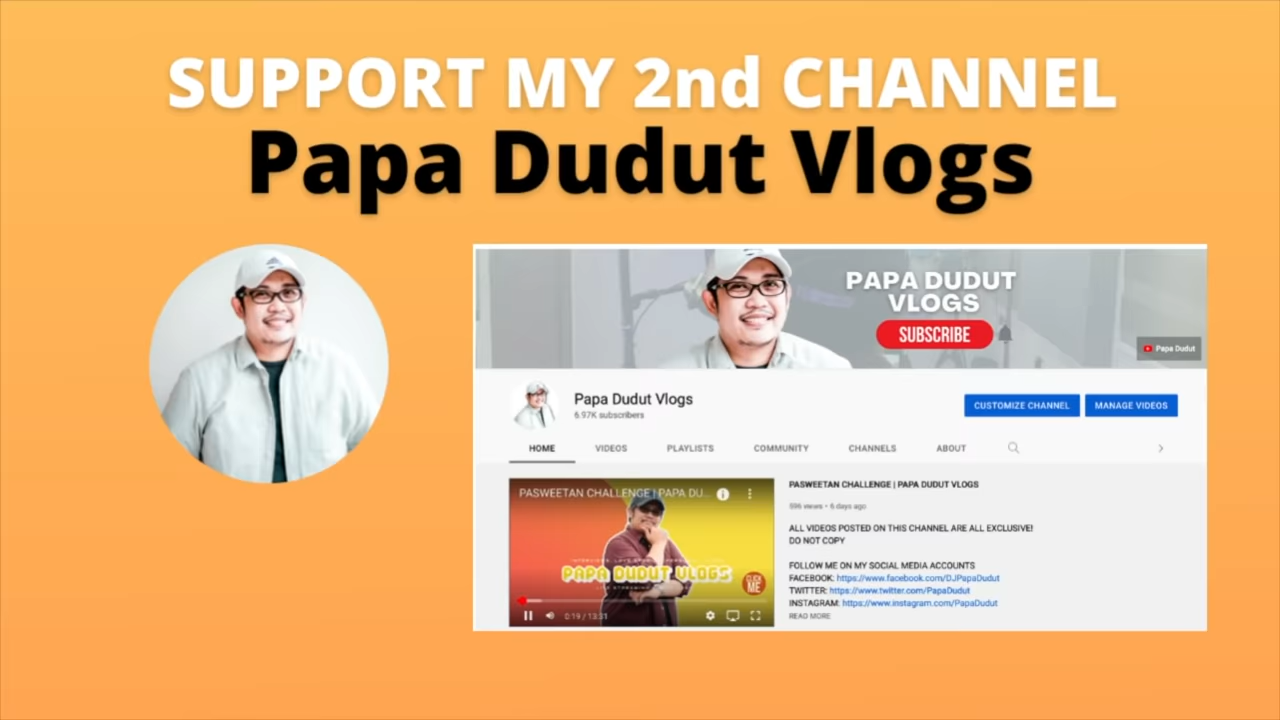 SUPPORT MY 2nd CHANNEL
Papa Dudut Vlogs
PAPA DUDUT
VLOGS
SUBSCRIBE
Papa Dudut
Papa Dudut Vlogs
6.97K subscribers
CUSTOMIZE CHANNEL
MANAGE VIDEOS
HOME VIDEOS PLAYLISTS COMMUNITY CHANNELS ABOUT
PASWEETAN CHALLENGE | PAPA DU...
PAPA DUDUT VLOGS
CLICK
ME
0:19 / 13:31
PASWEETAN CHALLENGE | PAPA DUDUT VLOGS
596 views • 6 days ago
ALL VIDEOS POSTED ON THIS CHANNEL ARE ALL EXCLUSIVE!
DO NOT COPY
FOLLOW ME ON MY SOCIAL MEDIA ACCOUNTS
FACEBOOK: https://www.facebook.com/DJPapaDudut
TWITTER: https://www.twitter.com/PapaDudut
INSTAGRAM: https://www.instagram.com/PapaDudut
READ MORE